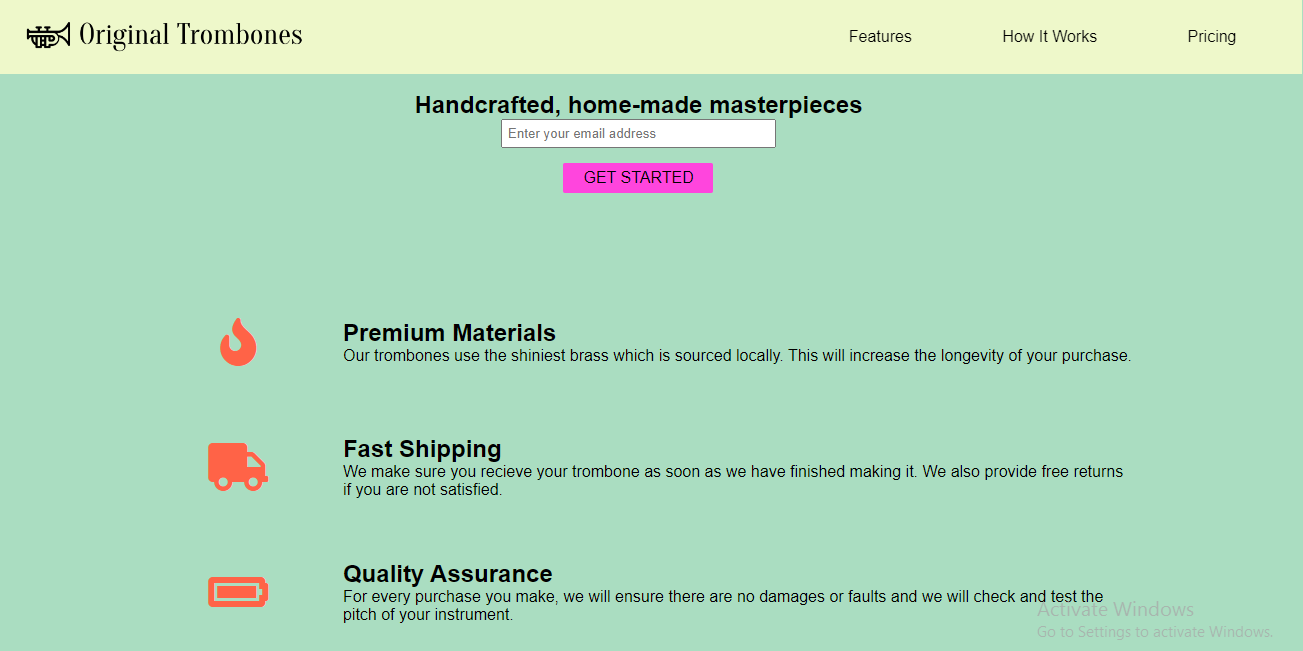 Original Trombones
Features
How It Works
Pricing
Handcrafted, home-made masterpieces
Enter your email address
GET STARTED
Premium Materials
Our trombones use the shiniest brass which is sourced locally. This will increase the longevity of your purchase.
Fast Shipping
We make sure you recieve your trombone as soon as we have finished making it. We also provide free returns
if you are not satisfied.
Quality Assurance
For every purchase you make, we will ensure there are no damages or faults and we will check and test the
pitch of your instrument.
Activate Windows
Go to Settings to activate Windows.